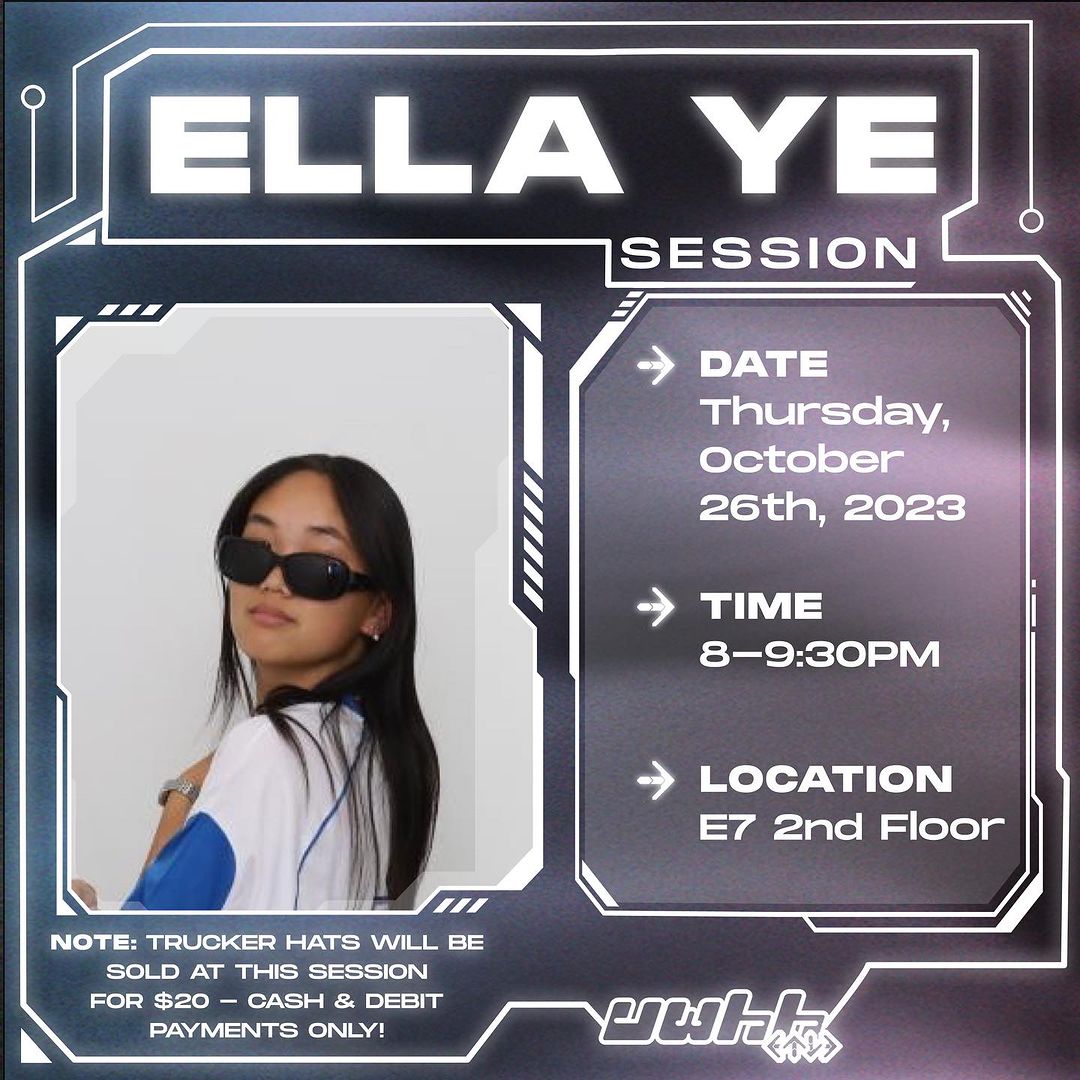 ELLA YE
SESSION
DATE
Thursday,
October
26th, 2023
TIME
8–9:30PM
LOCATION
E7 2nd Floor
NOTE: TRUCKER HATS WILL BE
SOLD AT THIS SESSION
FOR $20 – CASH & DEBIT
PAYMENTS ONLY!
uwhh